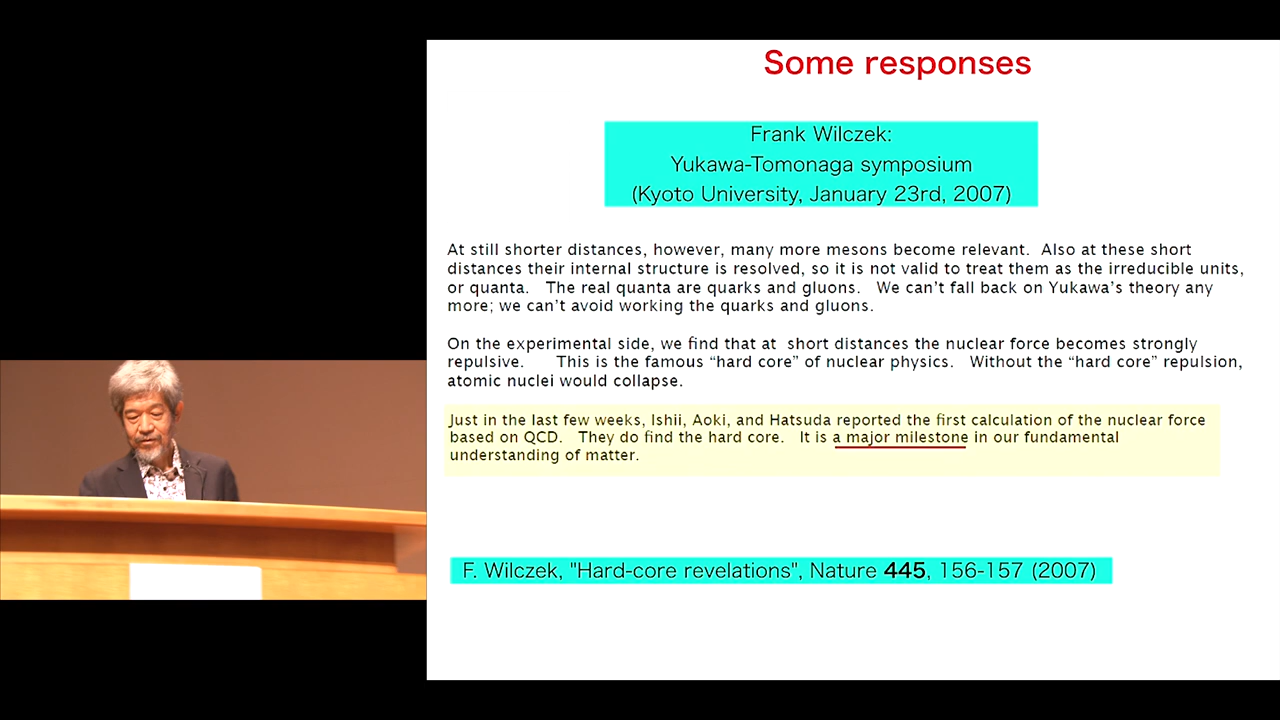 Some responses
Frank Wilczek:
Yukawa-Tomonaga symposium
(Kyoto University, January 23rd, 2007)
At still shorter distances, however, many more mesons become relevant. Also at these short
distances their internal structure is resolved, so it is not valid to treat them as the irreducible units,
or quanta. The real quanta are quarks and gluons. We can’t fall back on Yukawa’s theory any
more; we can’t avoid working the quarks and gluons.
On the experimental side, we find that at short distances the nuclear force becomes strongly
repulsive. This is the famous “hard core” of nuclear physics. Without the “hard core” repulsion,
atomic nuclei would collapse.
Just in the last few weeks, Ishii, Aoki, and Hatsuda reported the first calculation of the nuclear force
based on QCD. They do find the hard core. It is a major milestone in our fundamental
understanding of matter.
F. Wilczek, "Hard-core revelations", Nature 445, 156-157 (2007)